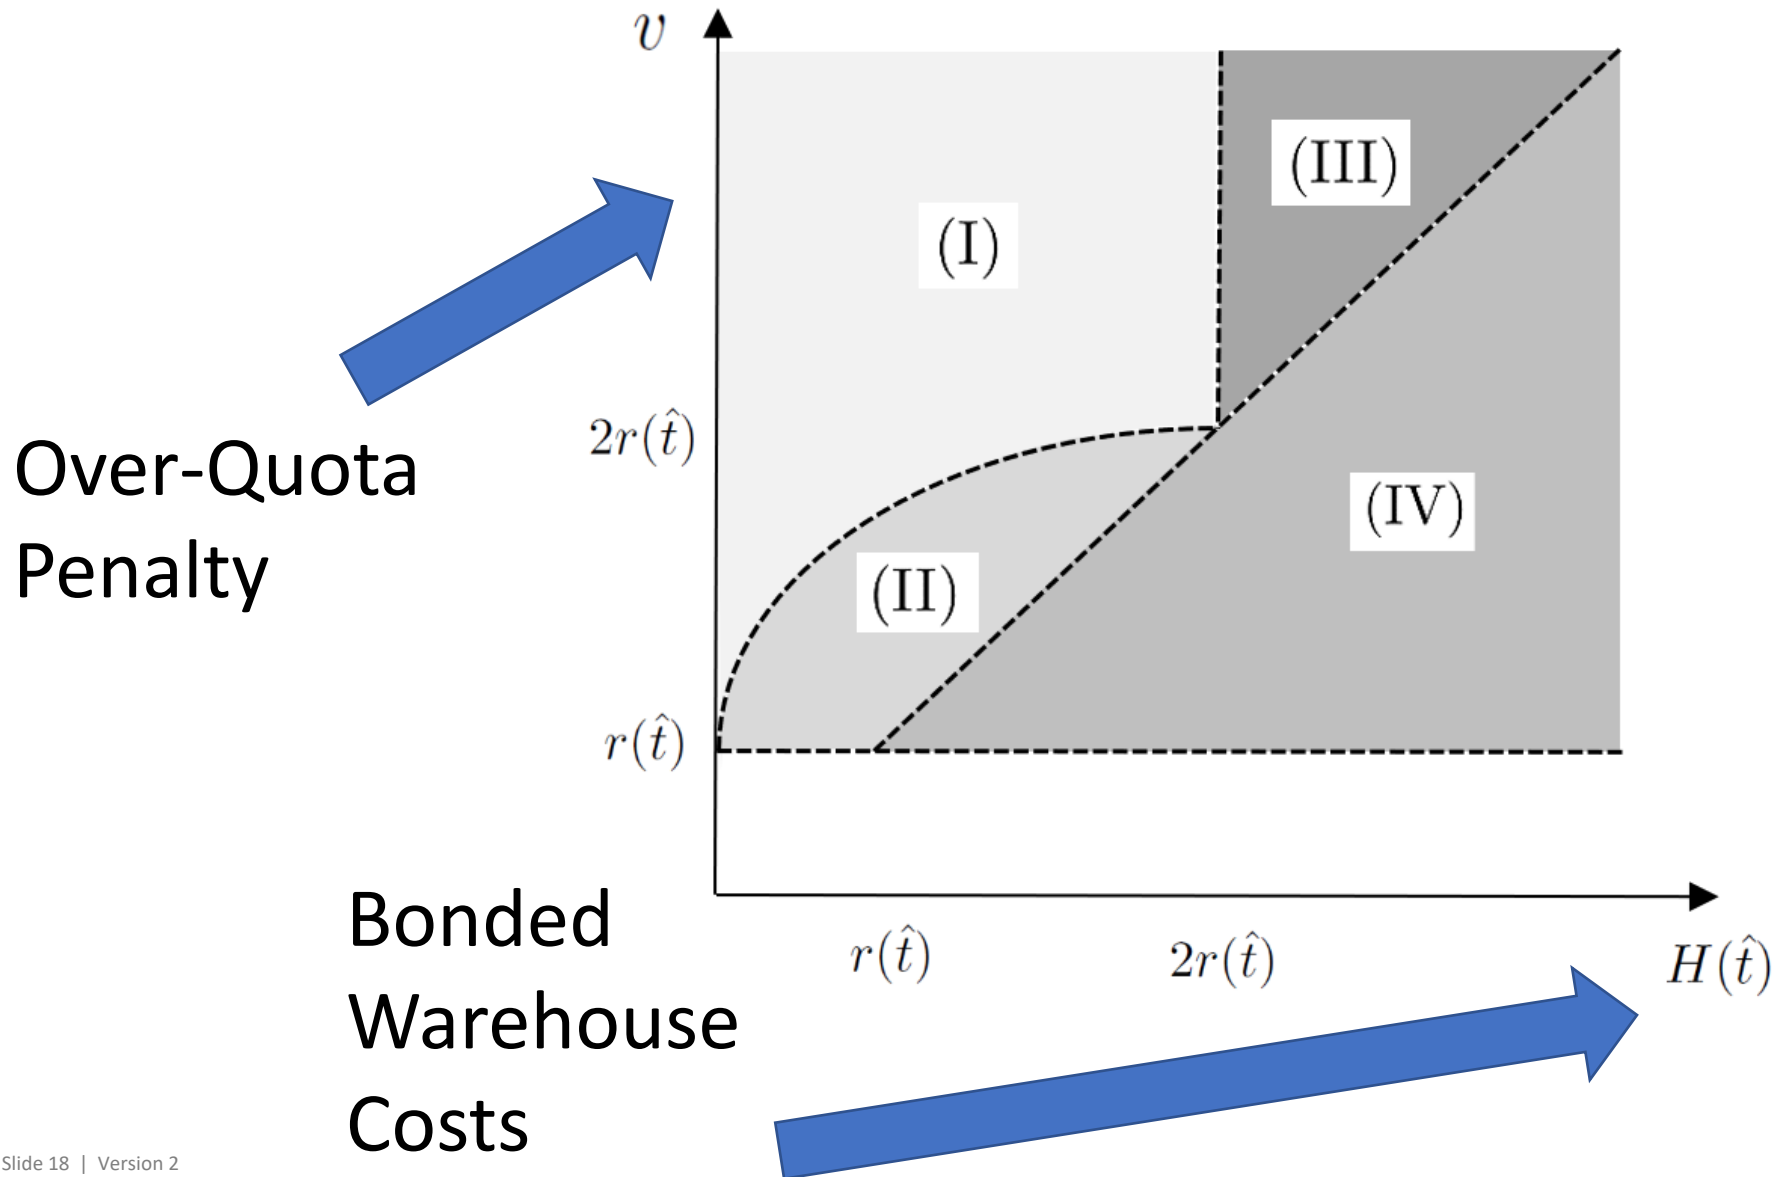 v
(III)
(I)
2r(t̂)
Over-Quota
Penalty
(IV)
(II)
r(t̂)
Bonded
Warehouse
Costs
r(t̂)
2r(t̂)
H(t̂)
Slide 18 | Version 2